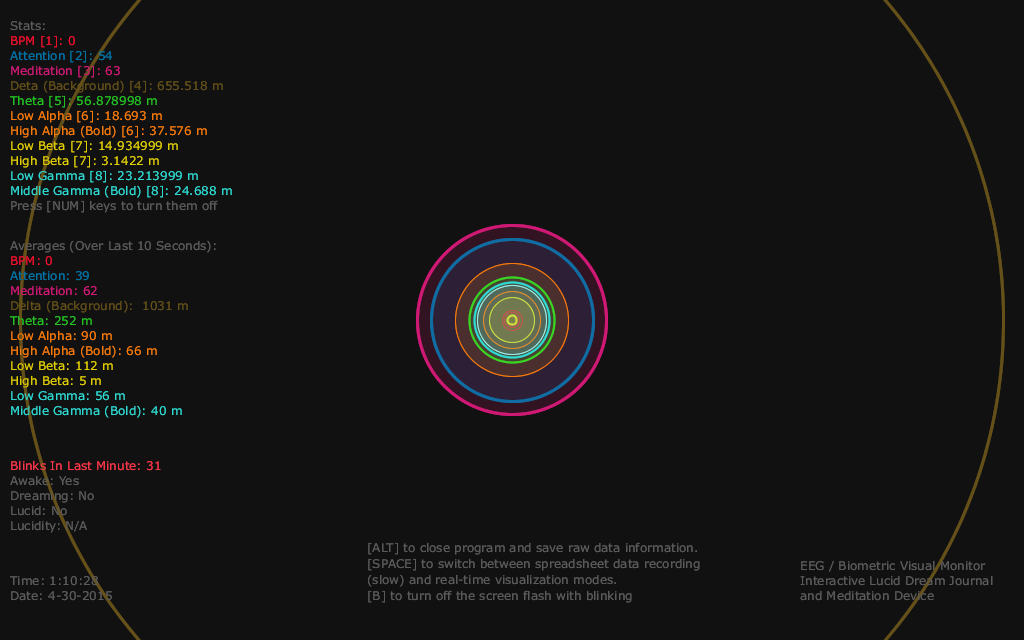 Stats:
BPM [1]: 0
Attention [2]: 54
Meditation [3]: 63
Deta (Background) [4]: 655.518 m
Theta [5]: 56.878998 m
Low Alpha [6]: 18.693 m
High Alpha (Bold) [6]: 37.576 m
Low Beta [7]: 14.934999 m
High Beta [7]: 3.1422 m
Low Gamma [8]: 23.213999 m
Middle Gamma (Bold) [8]: 24.688 m
Press [NUM] keys to turn them off
Averages (Over Last 10 Seconds):
BPM: 0
Attention: 39
Meditation: 62
Delta (Background):  1031 m
Theta: 252 m
Low Alpha: 90 m
High Alpha (Bold): 66 m
Low Beta: 112 m
High Beta: 5 m
Low Gamma: 56 m
Middle Gamma (Bold): 40 m
Blinks In Last Minute: 31
Awake: Yes
Dreaming: No
Lucid: No
Lucidity: N/A
Time: 1:10:28
Date: 4-30-2015
[ALT] to close program and save raw data information.
[SPACE] to switch between spreadsheet data recording
(slow) and real-time visualization modes.
[B] to turn off the screen flash with blinking
EEG / Biometric Visual Monitor
Interactive Lucid Dream Journal
and Meditation Device